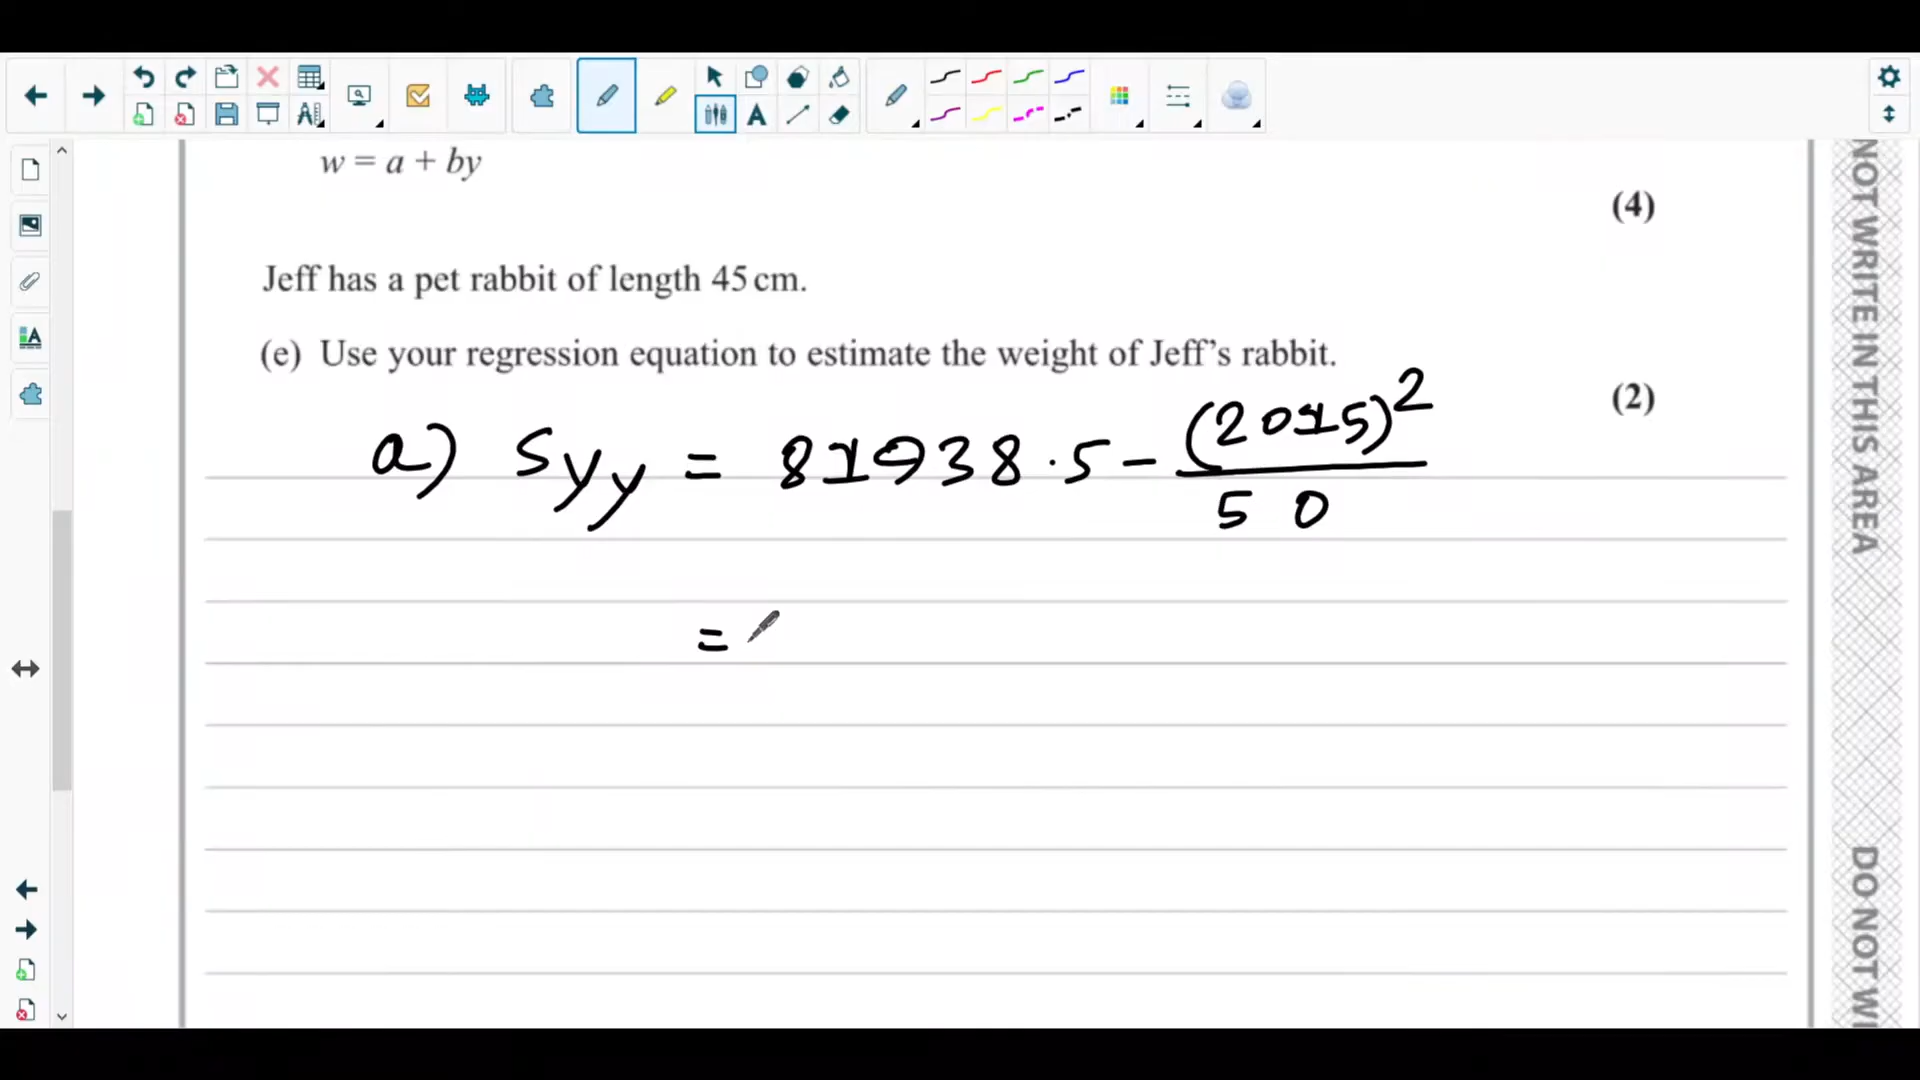 w = a + by
(4)
Jeff has a pet rabbit of length 45 cm.
(e) Use your regression equation to estimate the weight of Jeff's rabbit.
(2)
a) Syy = 81938.5 - (2015)² / 50
=
NOT WRITE IN THIS AREA
DO NOT WI